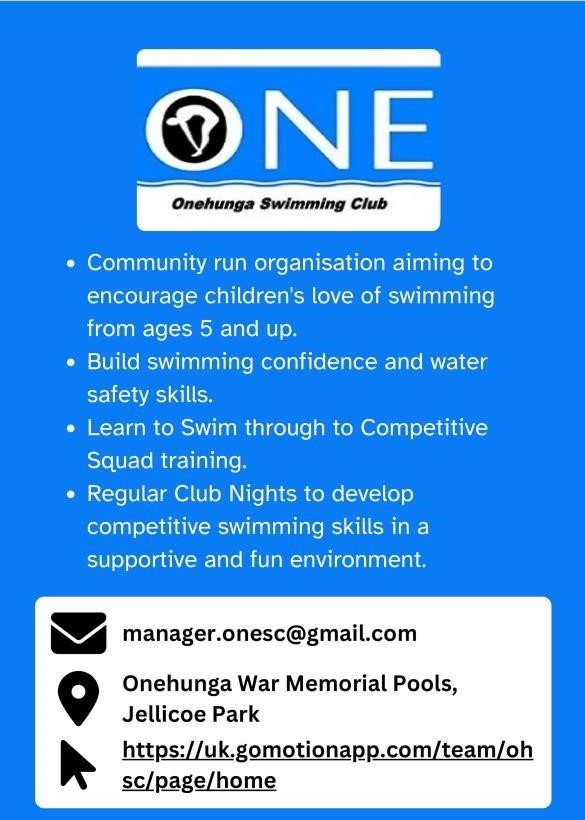 ONE
Onehunga Swimming Club
• Community run organisation aiming to
encourage children's love of swimming
from ages 5 and up.
• Build swimming confidence and water
safety skills.
• Learn to Swim through to Competitive
Squad training.
• Regular Club Nights to develop
competitive swimming skills in a
supportive and fun environment.
manager.onesc@gmail.com
Onehunga War Memorial Pools,
Jellicoe Park
https://uk.gomotionapp.com/team/oh
sc/page/home